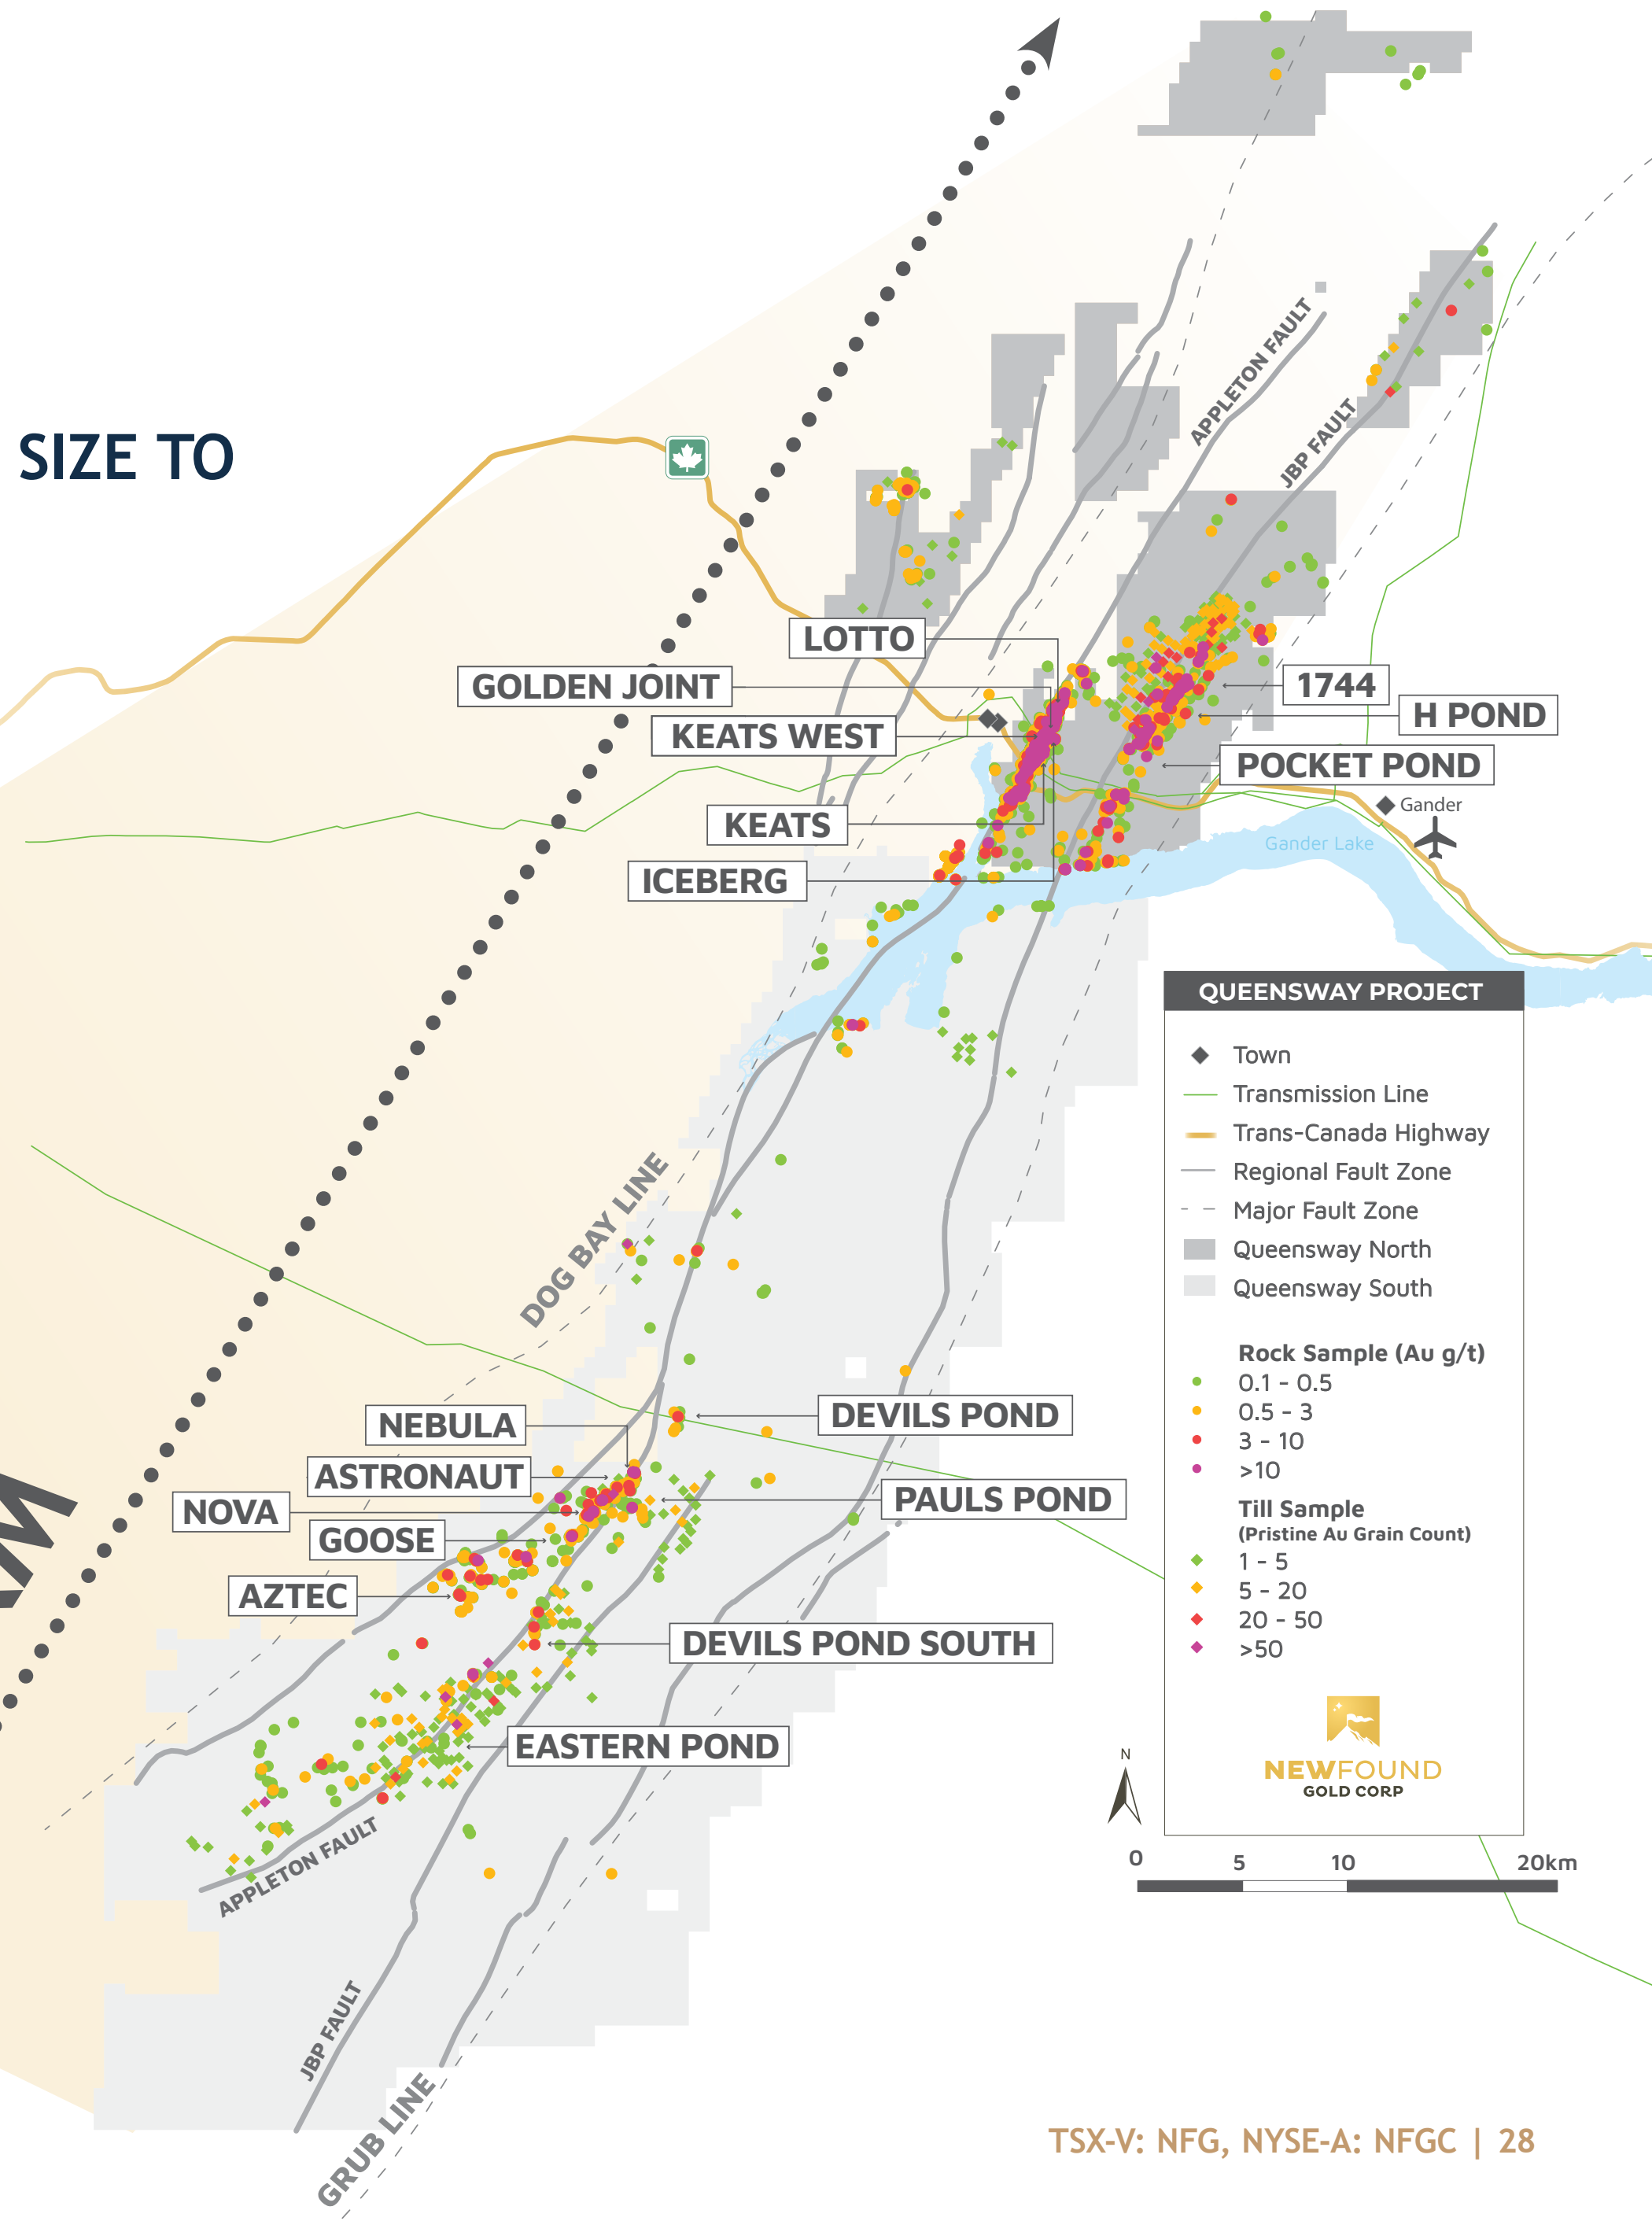 SIZE TO
APPLETON FAULT
JBP FAULT
LOTTO
GOLDEN JOINT
1744
H POND
KEATS WEST
POCKET POND
Gander
KEATS
Gander Lake
ICEBERG
QUEENSWAY PROJECT
Town
Transmission Line
Trans-Canada Highway
Regional Fault Zone
Major Fault Zone
Queensway North
Queensway South
Rock Sample (Au g/t)
0.1 - 0.5
0.5 - 3
3 - 10
>10
Till Sample
(Pristine Au Grain Count)
1 - 5
5 - 20
20 - 50
>50
NEWFOUND
GOLD CORP
DOG BAY LINE
NEBULA
DEVILS POND
ASTRONAUT
NOVA
PAULS POND
GOOSE
AZTEC
DEVILS POND SOUTH
EASTERN POND
N
0 5 10 20km
APPLETON FAULT
JBP FAULT
GRUB LINE
TSX-V: NFG, NYSE-A: NFGC | 28